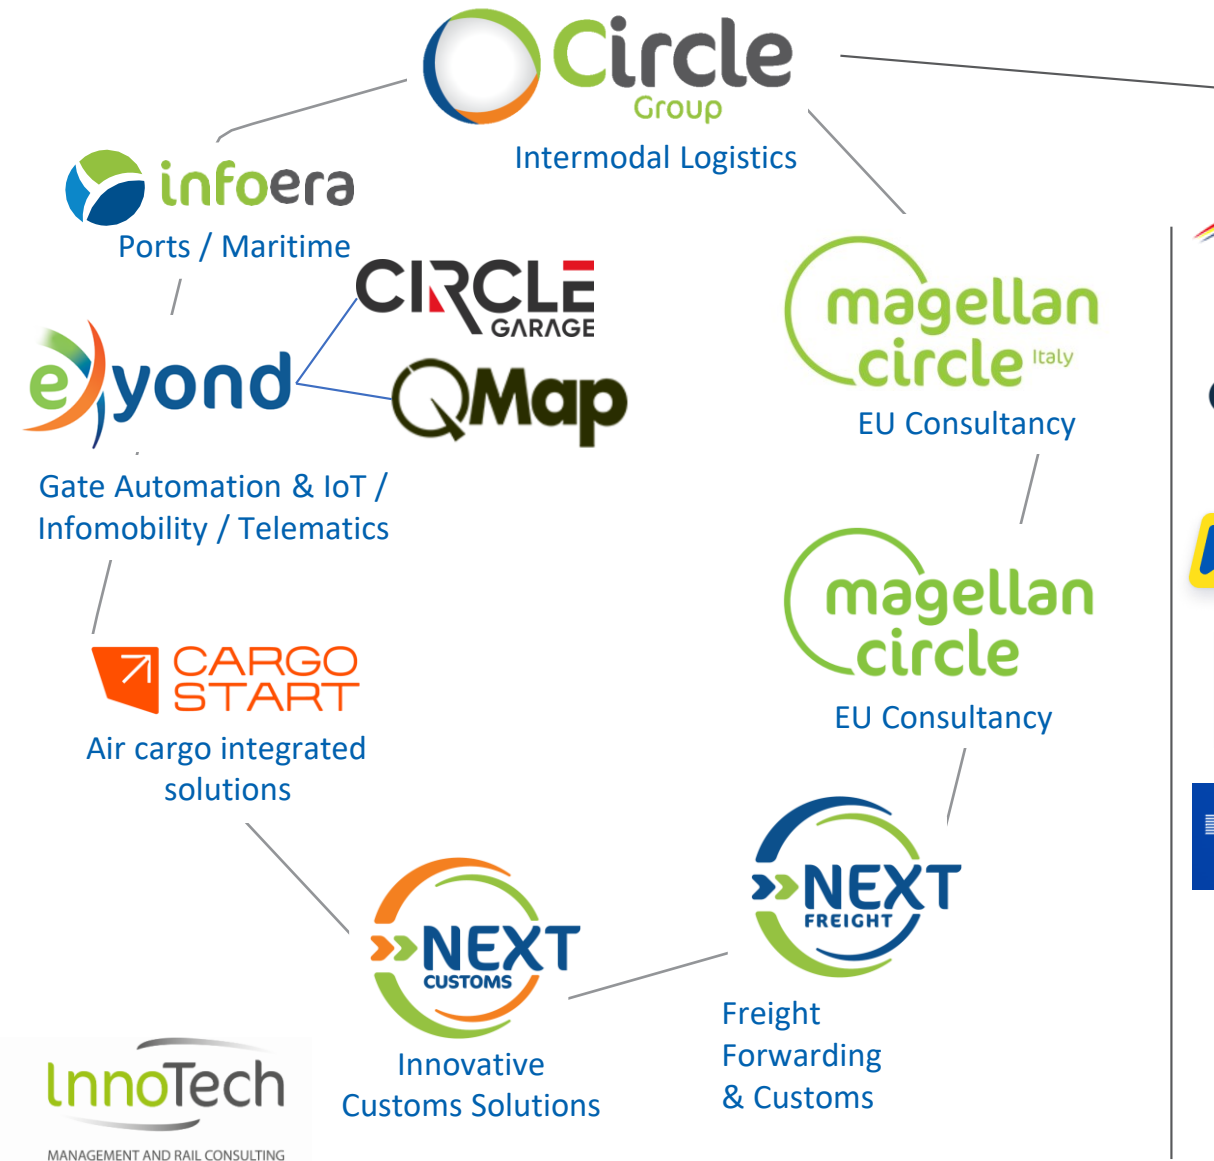 Circle
Group
Intermodal Logistics
infoera
Ports / Maritime
CIRCLE
GARAGE
eXyond
QMap
Gate Automation & IoT /
Infomobility / Telematics
magellan
circle Italy
EU Consultancy
magellan
circle
EU Consultancy
CARGO
START
Air cargo integrated
solutions
NEXT
FREIGHT
Freight
Forwarding
& Customs
NEXT
CUSTOMS
Innovative
Customs Solutions
InnoTech
MANAGEMENT AND RAIL CONSULTING